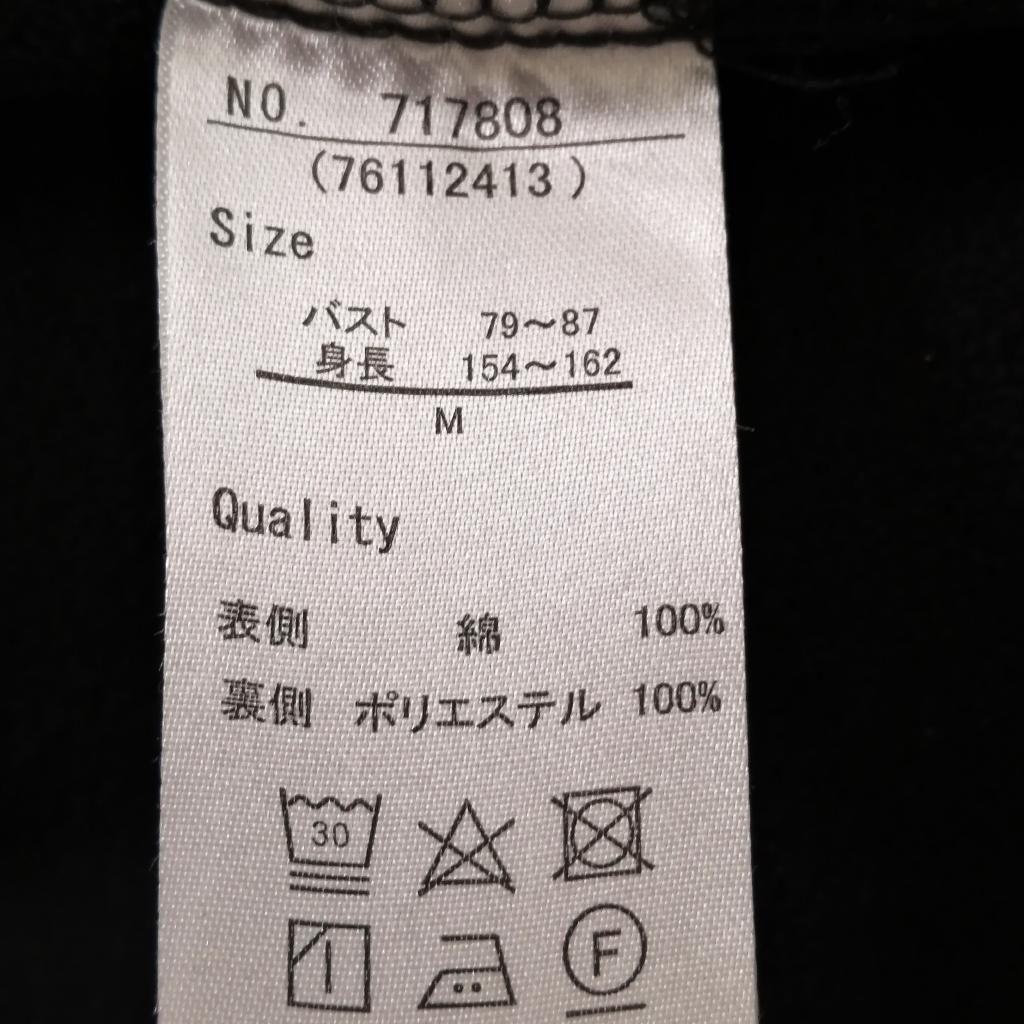 NO. 717808
(76112413)
Size
バスト 79～87
身長 154～162
M
Quality
表側 綿 100%
裏側 ポリエステル 100%
30
F